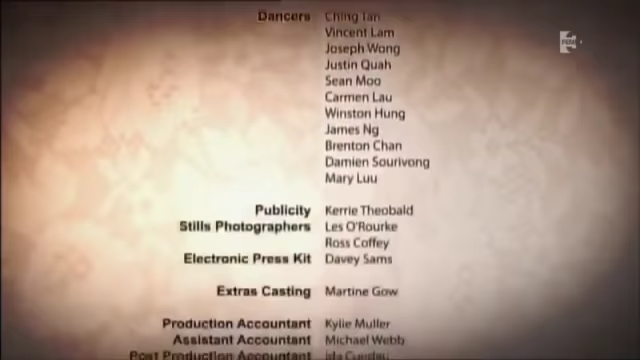 Dancers Ching Tan
Vincent Lam
Joseph Wong
Justin Quah
Sean Moo
Carmen Lau
Winston Hung
James Ng
Brenton Chan
Damien Sourivong
Mary Luu
Publicity Kerrie Theobald
Stills Photographers Les O'Rourke
Ross Coffey
Electronic Press Kit Davey Sams
Extras Casting Martine Gow
Production Accountant Kylie Muller
Assistant Accountant Michael Webb
Post Production Accountant